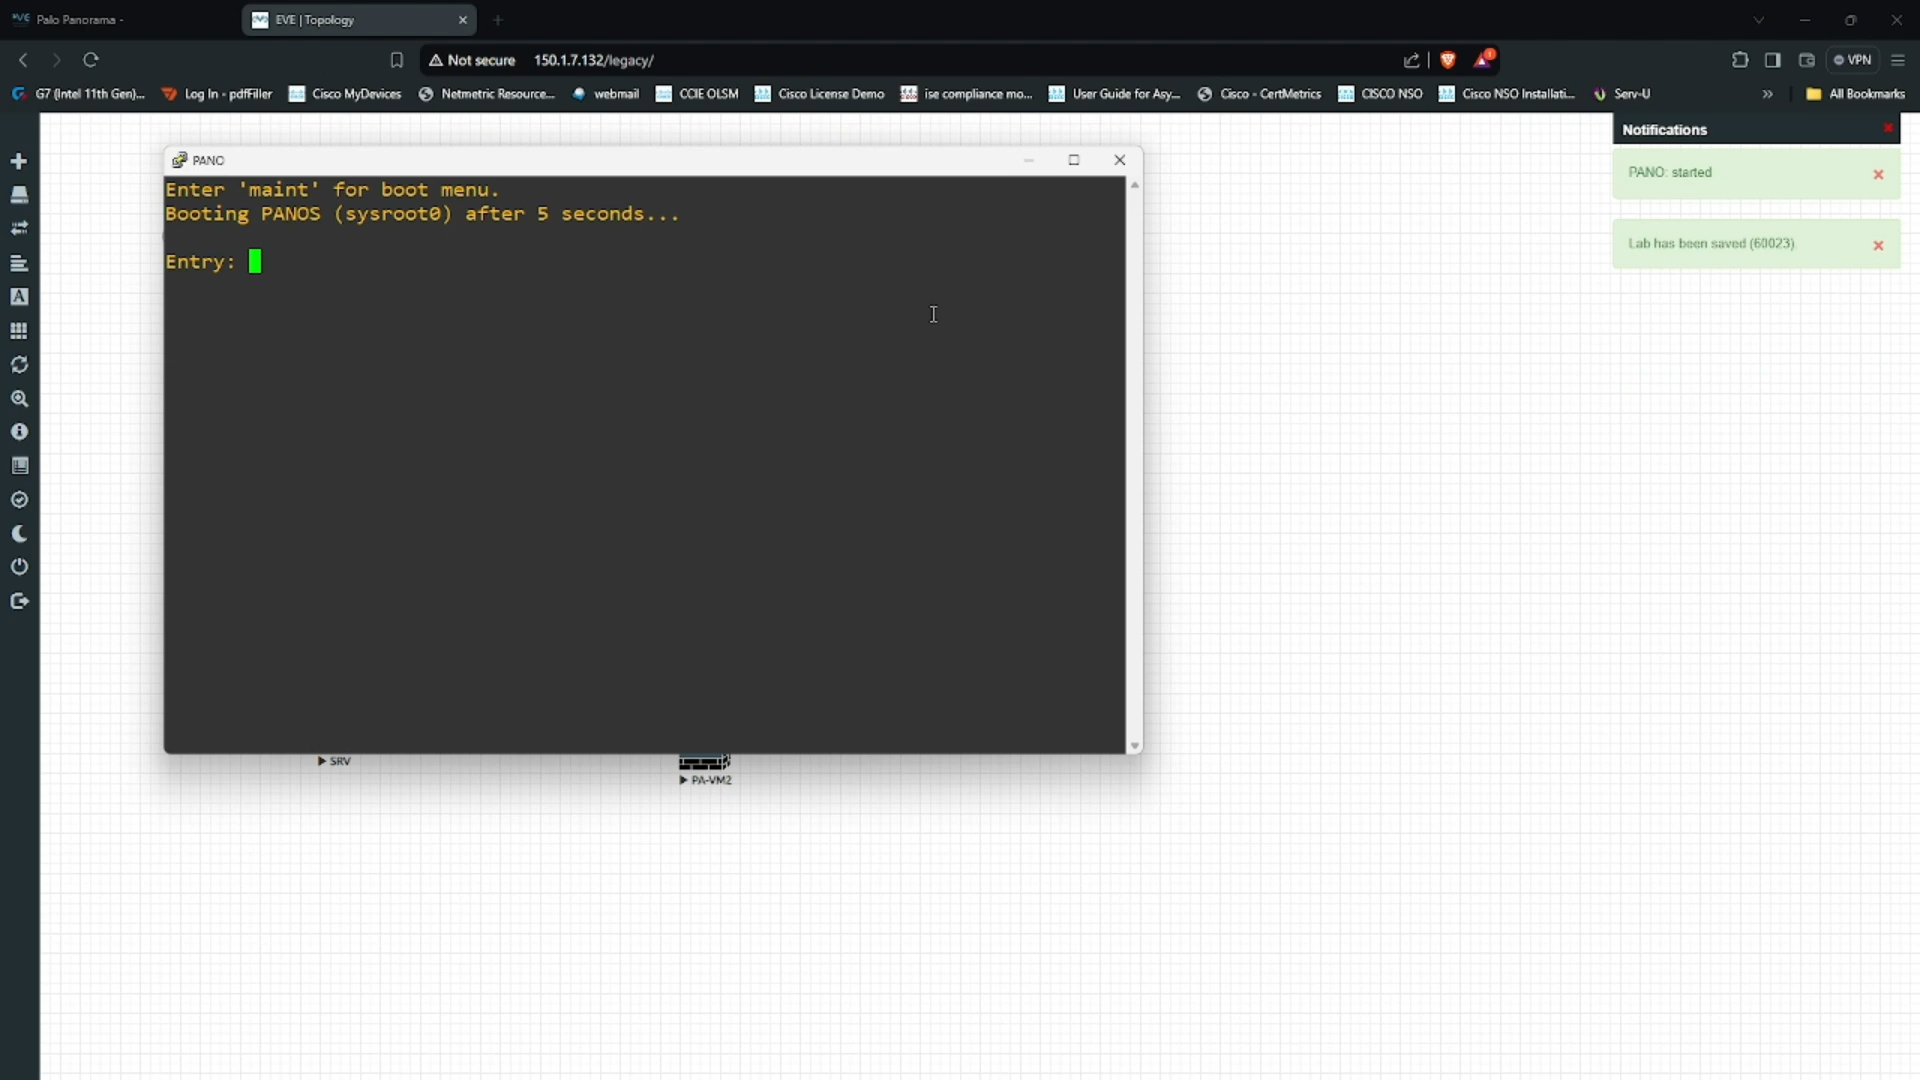 Palo Panorama -
EVE | Topology
Not secure
150.1.7.132/legacy/
1
VPN
G7 (Intel 11th Gen)...
Log In - pdfFiller
Cisco MyDevices
Netmetric Resource...
webmail
CCIE OLSM
Cisco License Demo
ise compliance mo...
User Guide for Asy...
Cisco - CertMetrics
CISCO NSO
Cisco NSO Installati...
Serv-U
»
All Bookmarks
Notifications
PANO: started
Lab has been saved (60023).
PANO
Enter 'maint' for boot menu.
Booting PANOS (sysroot0) after 5 seconds...
Entry:
SRV
PA-VM2